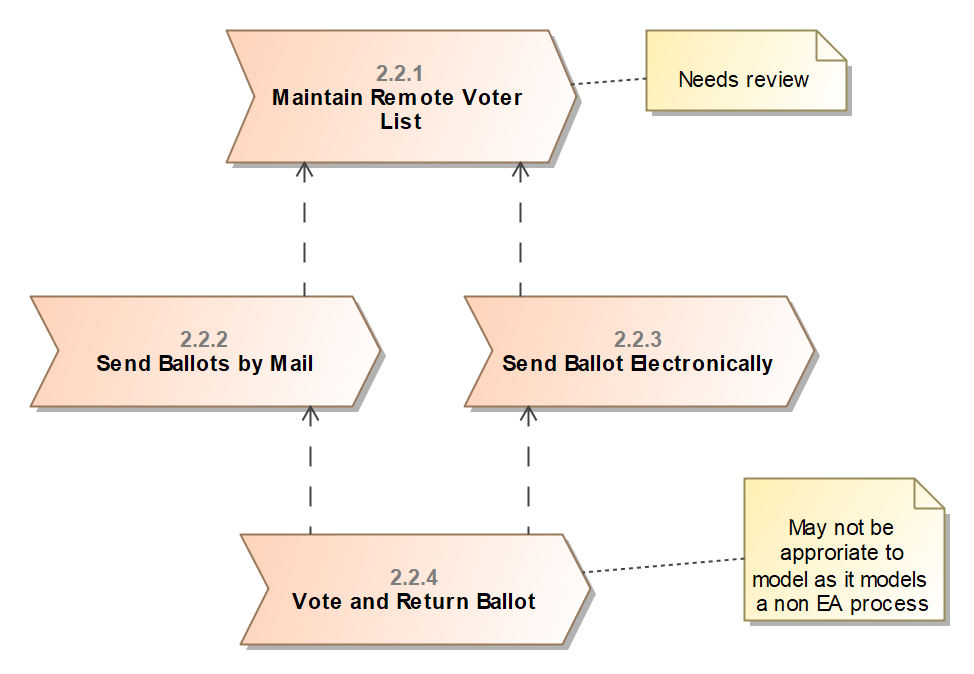 2.2.1
Maintain Remote Voter
List
Needs review
2.2.2
Send Ballots by Mail
2.2.3
Send Ballot Electronically
2.2.4
Vote and Return Ballot
May not be
approriate to
model as it models
a non EA process